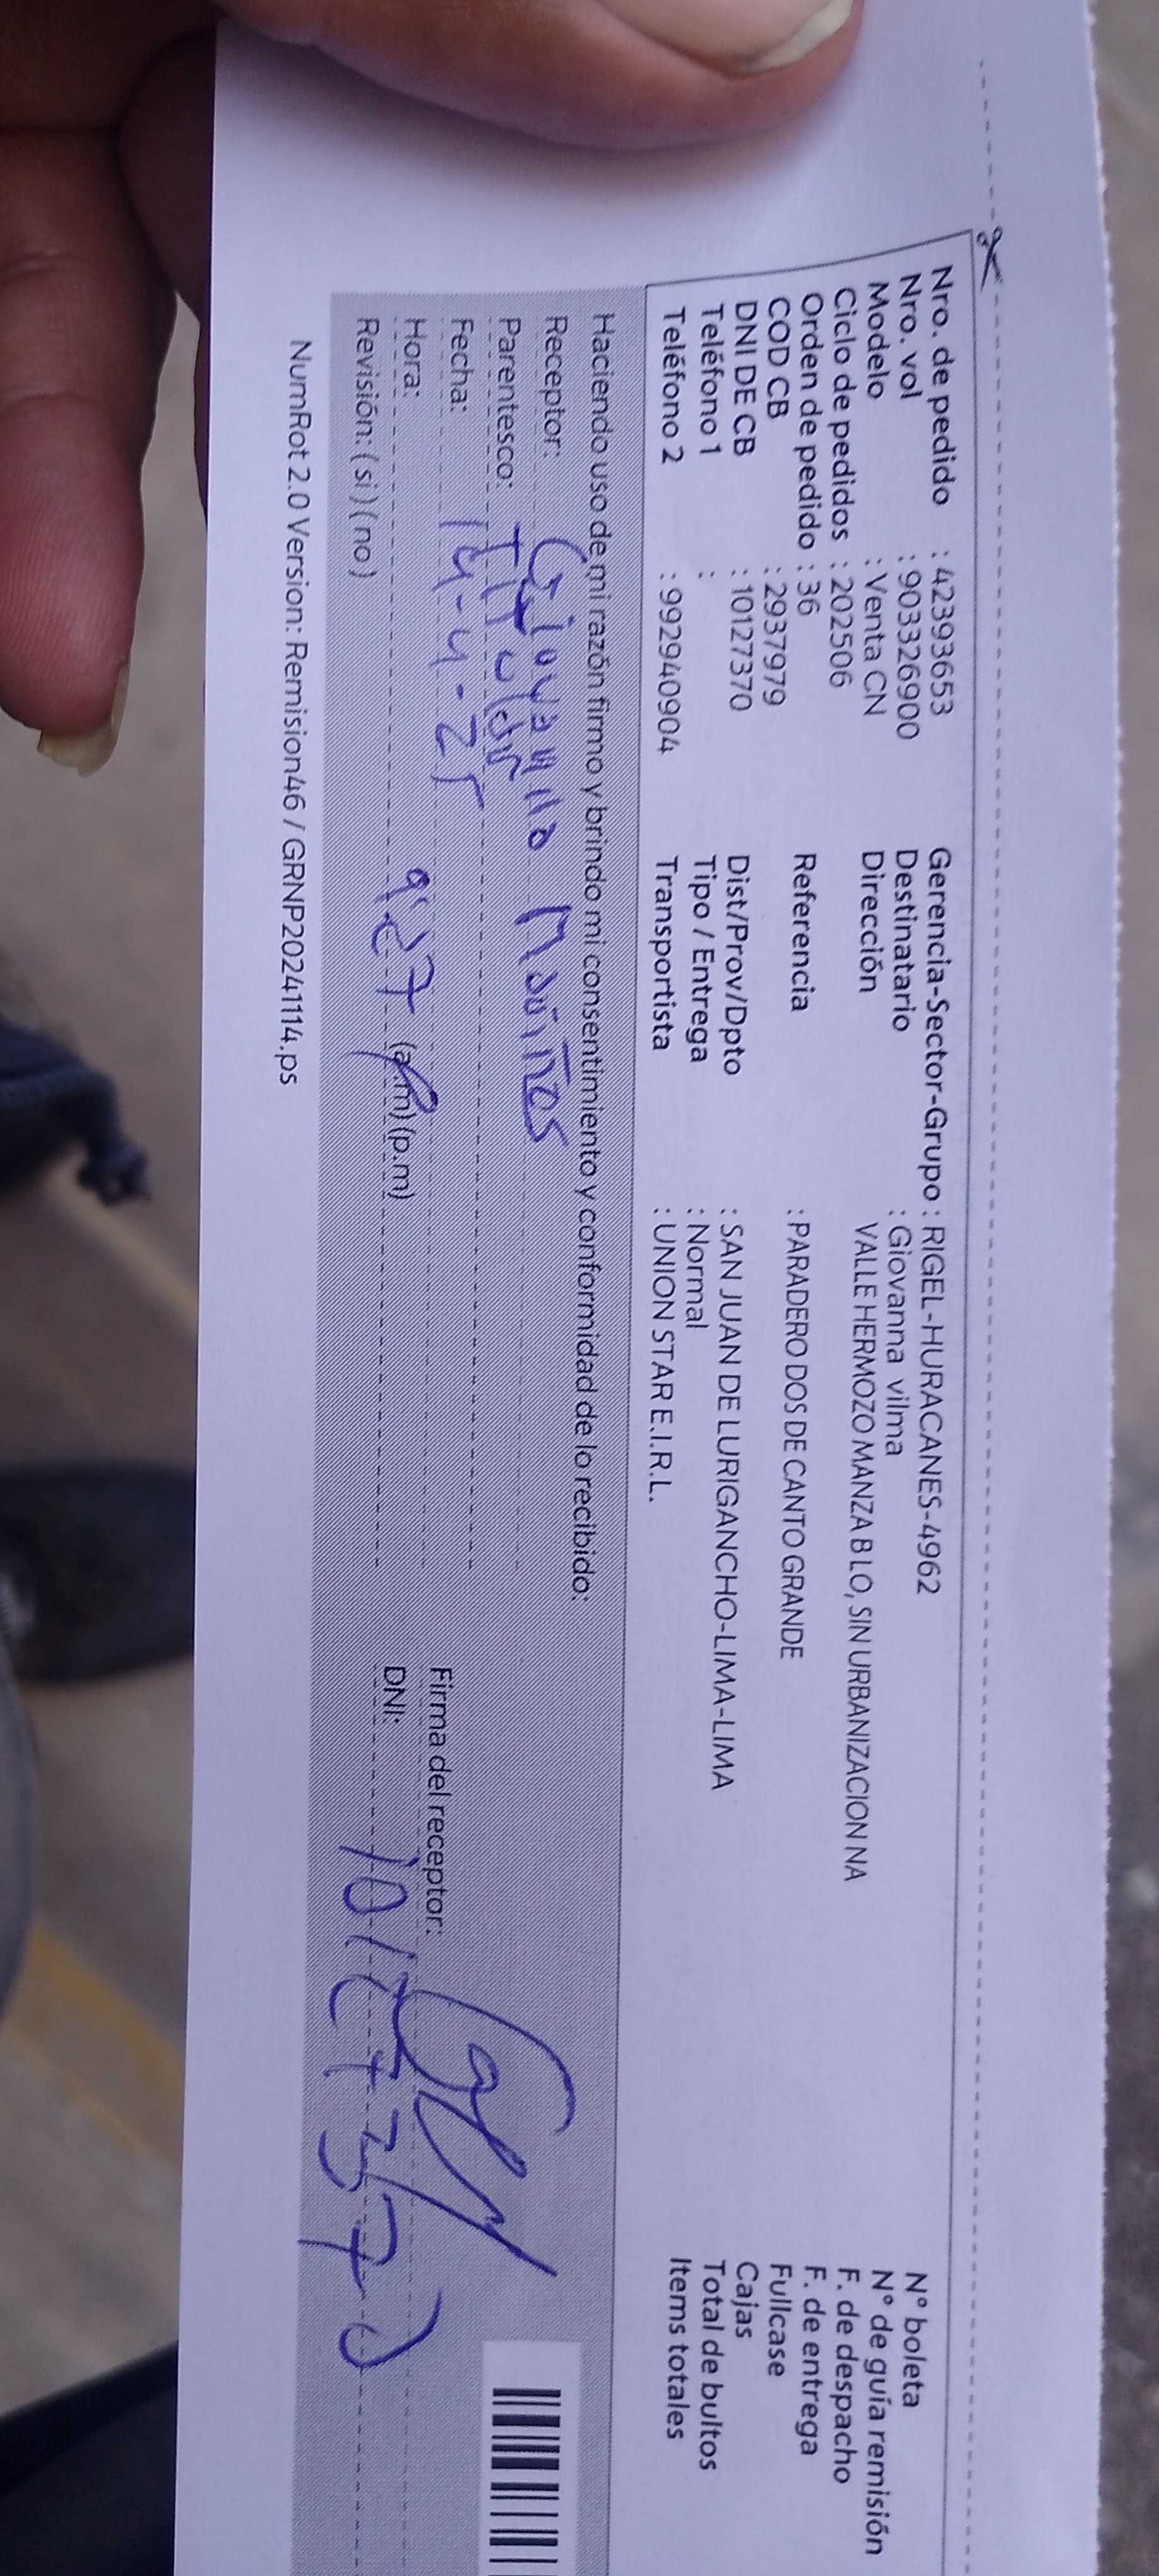 Nro. de pedido : 42393653
Nro. vol : 903326900
Modelo : Venta CN
Ciclo de pedidos : 202506
Orden de pedido : 36
COD CB : 2937979
DNI DE CB : 10127370
Teléfono 1 :
Teléfono 2 : 992940904
Gerencia-Sector-Grupo : RIGEL-HURACANES-4962
Destinatario : Giovanna vilma
Dirección VALLE HERMOZO MANZA B LO, SIN URBANIZACION NA
Referencia : PARADERO DOS DE CANTO GRANDE
Dist/Prov/Dpto : SAN JUAN DE LURIGANCHO-LIMA-LIMA
Tipo / Entrega : Normal
Transportista : UNION STAR E.I.R.L.
N° boleta
N° de guía remisión
F. de despacho
F. de entrega
Fullcase
Cajas
Total de bultos
Items totales
Haciendo uso de mi razón firmo y brindo mi consentimiento y conformidad de lo recibido:
Receptor:
Parentesco: Titular
Fecha: 14-4-25
Hora: 9:27 (a.m) (p.m)
Revisión: ( si ) ( no )
Firma del receptor:
DNI: 10127370
NumRot 2.0 Version: Remision46 / GRNP20241114.ps